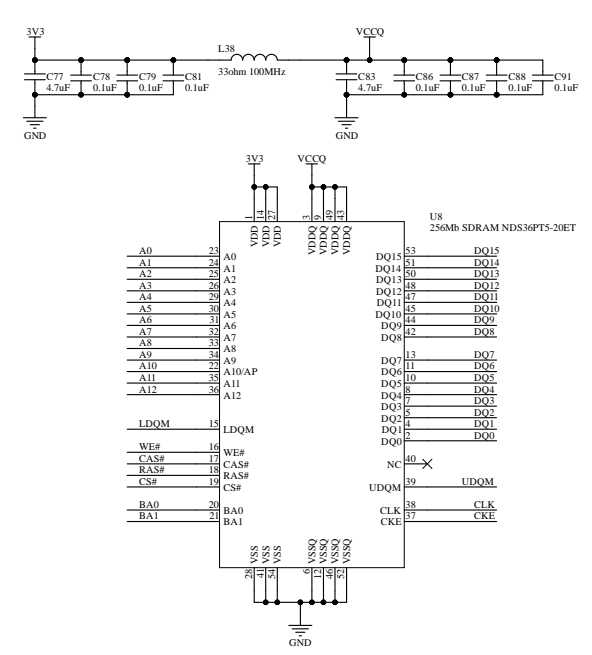 3V3
VCCQ
L38
33ohm 100MHz
C77
4.7uF
C78
0.1uF
C79
0.1uF
C81
0.1uF
C83
4.7uF
C86
0.1uF
C87
0.1uF
C88
0.1uF
C91
0.1uF
GND
GND
3V3
VCCQ
U8
256Mb SDRAM NDS36PT5-20ET
1 14 27 3 9 49 43
VDD VDD VDD VDDQ VDDQ VDDQ VDDQ
A0 23 A0
A1 24 A1
A2 25 A2
A3 26 A3
A4 29 A4
A5 30 A5
A6 31 A6
A7 32 A7
A8 33 A8
A9 34 A9
A10 22 A10/AP
A11 35 A11
A12 36 A12
LDQM 15 LDQM
WE# 16 WE#
CAS# 17 CAS#
RAS# 18 RAS#
CS# 19 CS#
BA0 20 BA0
BA1 21 BA1
DQ15 53 DQ15
DQ14 51 DQ14
DQ13 50 DQ13
DQ12 48 DQ12
DQ11 47 DQ11
DQ10 45 DQ10
DQ9 44 DQ9
DQ8 42 DQ8
DQ7 13 DQ7
DQ6 11 DQ6
DQ5 10 DQ5
DQ4 8 DQ4
DQ3 7 DQ3
DQ2 5 DQ2
DQ1 4 DQ1
DQ0 2 DQ0
NC 40
UDQM 39 UDQM
CLK 38 CLK
CKE 37 CKE
VSS VSS VSS VSSQ VSSQ VSSQ VSSQ
28 41 54 6 12 46 52
GND